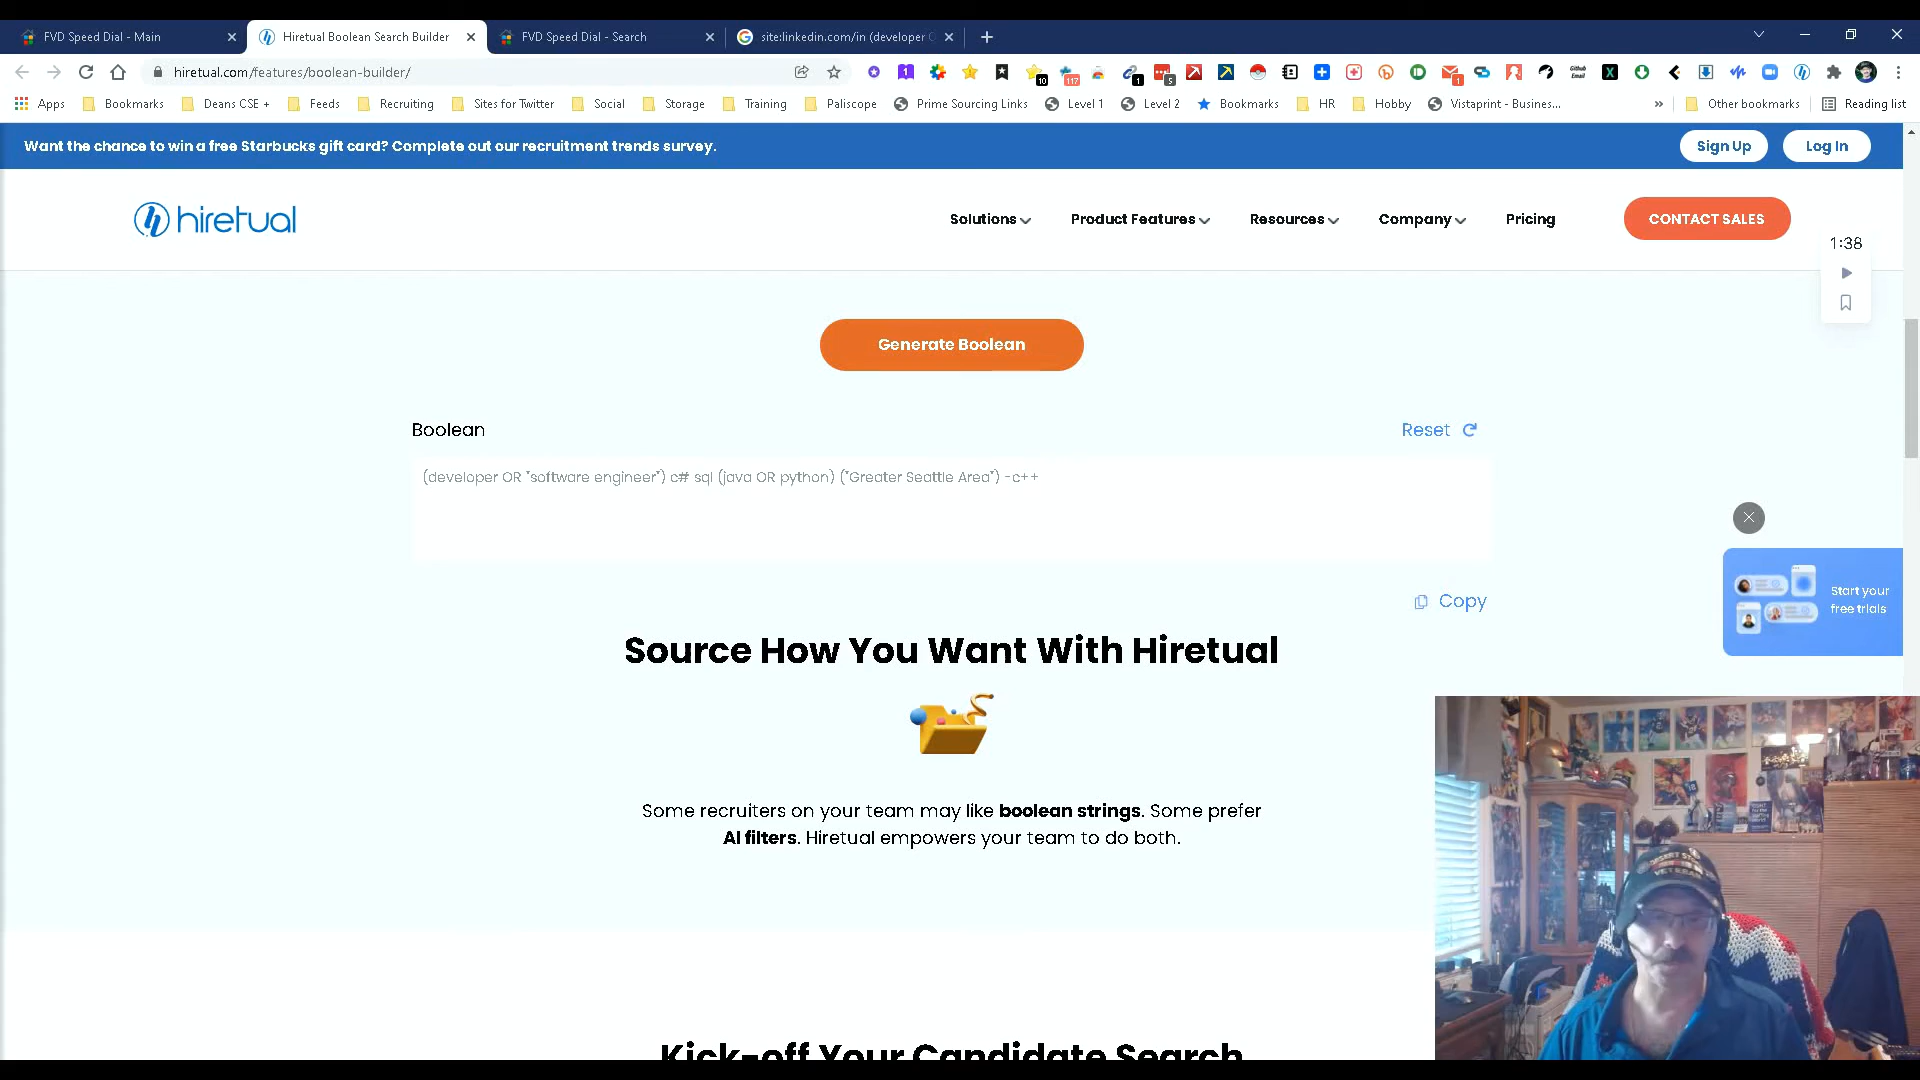 FVD Speed Dial - Main
Hiretual Boolean Search Builder
FVD Speed Dial - Search
site:linkedin.com/in (developer O
hiretual.com/features/boolean-builder/
Apps
Bookmarks
Deans CSE +
Feeds
Recruiting
Sites for Twitter
Social
Storage
Training
Paliscope
Prime Sourcing Links
Level 1
Level 2
Bookmarks
HR
Hobby
Vistaprint - Busines...
Other bookmarks
Reading list
Want the chance to win a free Starbucks gift card? Complete out our recruitment trends survey.
Sign Up
Log In
hiretual
Solutions
Product Features
Resources
Company
Pricing
CONTACT SALES
1:38
Generate Boolean
Boolean
Reset
(developer OR "software engineer") c# sql (java OR python) ("Greater Seattle Area") -c++
Copy
Start your
free trials
Source How You Want With Hiretual
Some recruiters on your team may like boolean strings. Some prefer
AI filters. Hiretual empowers your team to do both.
Kick-off Your Candidate Search